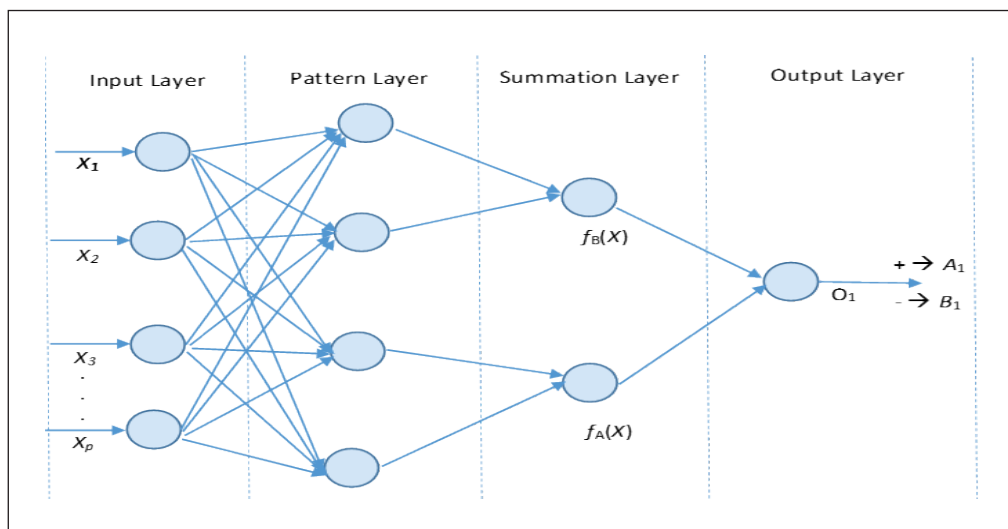 Input Layer
Pattern Layer
Summation Layer
Output Layer
X1
X2
X3
.
.
.
Xp
fB(X)
fA(X)
O1
+ → A1
- → B1